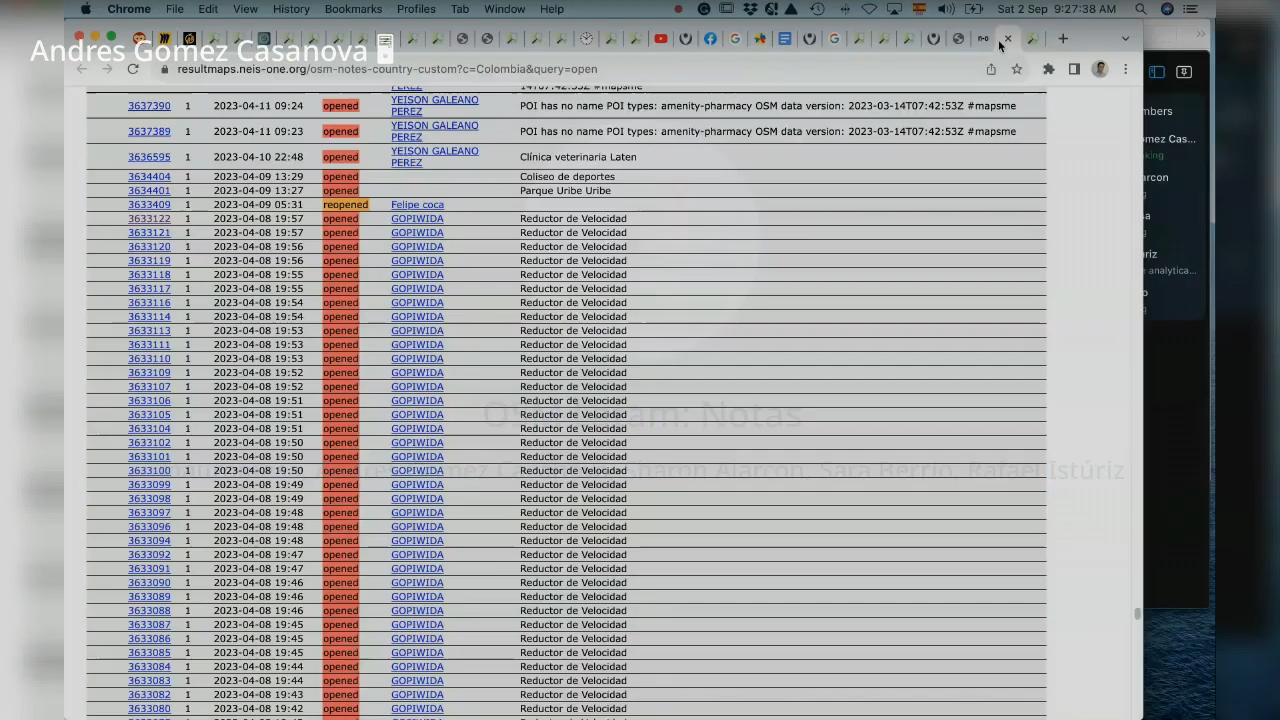 Chrome File Edit View History Bookmarks Profiles Tab Window Help Sat 2 Sep 9:27:38 AM
Andres Gomez Casanova
n-o
resultmaps.neis-one.org/osm-notes-country-custom?c=Colombia&query=open
PEREZ 14T07:42:53Z #mapsme
3637390 1 2023-04-11 09:24 opened YEISON GALEANO PEREZ POI has no name POI types: amenity-pharmacy OSM data version: 2023-03-14T07:42:53Z #mapsme
3637389 1 2023-04-11 09:23 opened YEISON GALEANO PEREZ POI has no name POI types: amenity-pharmacy OSM data version: 2023-03-14T07:42:53Z #mapsme
3636595 1 2023-04-10 22:48 opened YEISON GALEANO PEREZ Clínica veterinaria Laten
3634404 1 2023-04-09 13:29 opened Coliseo de deportes
3634401 1 2023-04-09 13:27 opened Parque Uribe Uribe
3633409 1 2023-04-09 05:31 reopened Felipe coca
3633122 1 2023-04-08 19:57 opened GOPIWIDA Reductor de Velocidad
3633121 1 2023-04-08 19:57 opened GOPIWIDA Reductor de Velocidad
3633120 1 2023-04-08 19:56 opened GOPIWIDA Reductor de Velocidad
3633119 1 2023-04-08 19:56 opened GOPIWIDA Reductor de Velocidad
3633118 1 2023-04-08 19:55 opened GOPIWIDA Reductor de Velocidad
3633117 1 2023-04-08 19:55 opened GOPIWIDA Reductor de Velocidad
3633116 1 2023-04-08 19:54 opened GOPIWIDA Reductor de Velocidad
3633114 1 2023-04-08 19:54 opened GOPIWIDA Reductor de Velocidad
3633113 1 2023-04-08 19:53 opened GOPIWIDA Reductor de Velocidad
3633111 1 2023-04-08 19:53 opened GOPIWIDA Reductor de Velocidad
3633110 1 2023-04-08 19:53 opened GOPIWIDA Reductor de Velocidad
3633109 1 2023-04-08 19:52 opened GOPIWIDA Reductor de Velocidad
3633107 1 2023-04-08 19:52 opened GOPIWIDA Reductor de Velocidad
3633106 1 2023-04-08 19:51 opened GOPIWIDA Reductor de Velocidad
3633105 1 2023-04-08 19:51 opened GOPIWIDA Reductor de Velocidad
3633104 1 2023-04-08 19:51 opened GOPIWIDA Reductor de Velocidad
3633102 1 2023-04-08 19:50 opened GOPIWIDA Reductor de Velocidad
3633101 1 2023-04-08 19:50 opened GOPIWIDA Reductor de Velocidad
3633100 1 2023-04-08 19:50 opened GOPIWIDA Reductor de Velocidad
3633099 1 2023-04-08 19:49 opened GOPIWIDA Reductor de Velocidad
3633098 1 2023-04-08 19:49 opened GOPIWIDA Reductor de Velocidad
3633097 1 2023-04-08 19:48 opened GOPIWIDA Reductor de Velocidad
3633096 1 2023-04-08 19:48 opened GOPIWIDA Reductor de Velocidad
3633094 1 2023-04-08 19:48 opened GOPIWIDA Reductor de Velocidad
3633092 1 2023-04-08 19:47 opened GOPIWIDA Reductor de Velocidad
3633091 1 2023-04-08 19:47 opened GOPIWIDA Reductor de Velocidad
3633090 1 2023-04-08 19:46 opened GOPIWIDA Reductor de Velocidad
3633089 1 2023-04-08 19:46 opened GOPIWIDA Reductor de Velocidad
3633088 1 2023-04-08 19:46 opened GOPIWIDA Reductor de Velocidad
3633087 1 2023-04-08 19:45 opened GOPIWIDA Reductor de Velocidad
3633086 1 2023-04-08 19:45 opened GOPIWIDA Reductor de Velocidad
3633085 1 2023-04-08 19:45 opened GOPIWIDA Reductor de Velocidad
3633084 1 2023-04-08 19:44 opened GOPIWIDA Reductor de Velocidad
3633083 1 2023-04-08 19:44 opened GOPIWIDA Reductor de Velocidad
3633082 1 2023-04-08 19:43 opened GOPIWIDA Reductor de Velocidad
3633080 1 2023-04-08 19:42 opened GOPIWIDA Reductor de Velocidad
Notas
Sharon Alarcon, Sara Berrio, Rafael Istúriz
mbers
omez Cas...
king
arcon
g
sa
g
riz
e analytica...
o
g